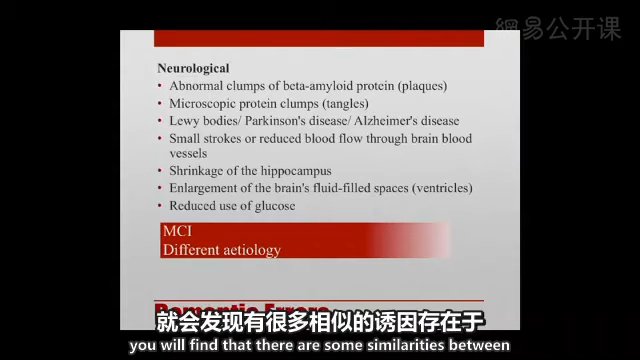 網易公开课
Neurological
• Abnormal clumps of beta-amyloid protein (plaques)
• Microscopic protein clumps (tangles)
• Lewy bodies/ Parkinson's disease/ Alzheimer's disease
• Small strokes or reduced blood flow through brain blood
vessels
• Shrinkage of the hippocampus
• Enlargement of the brain's fluid-filled spaces (ventricles)
• Reduced use of glucose
MCI
Different aetiology
Semantic Errors
就会发现有很多相似的诱因存在于
you will find that there are some similarities between